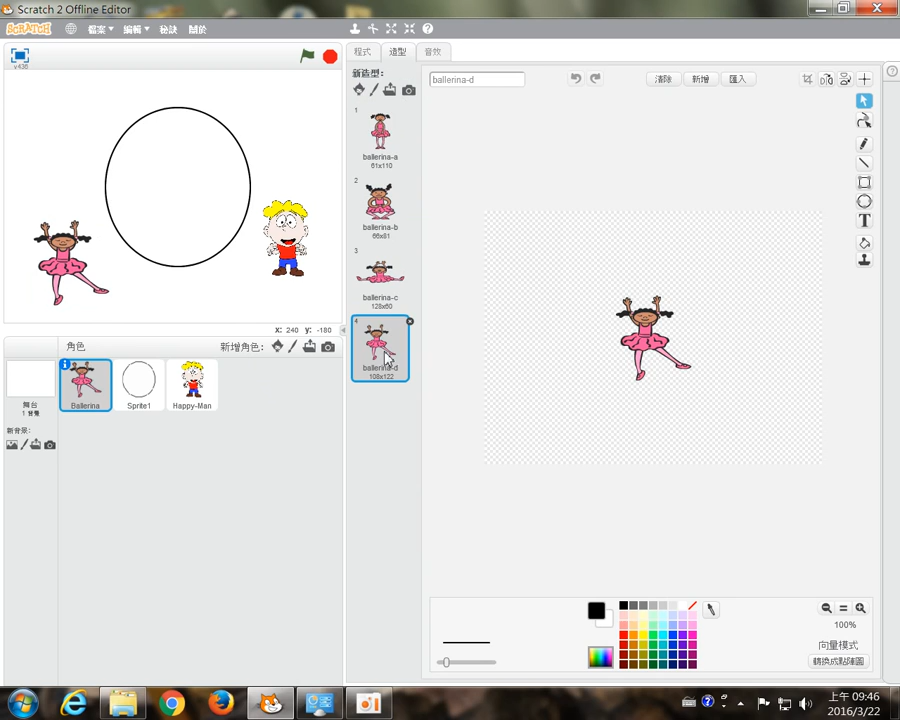 Scratch 2 Offline Editor
SCRATCH 檔案 編輯 秘訣 關於
v436
程式 造型 音效
新造型:
ballerina-d 清除 新增 匯入
1
ballerina-a
61x110
2
ballerina-b
66x81
3
ballerina-c
128x60
4
ballerina-d
108x122
x: 240 y: -180
角色 新增角色:
舞台
1 背景
新背景:
Ballerina Sprite1 Happy-Man
T
100%
向量模式
轉換成點陣圖
上午 09:46
2016/3/22